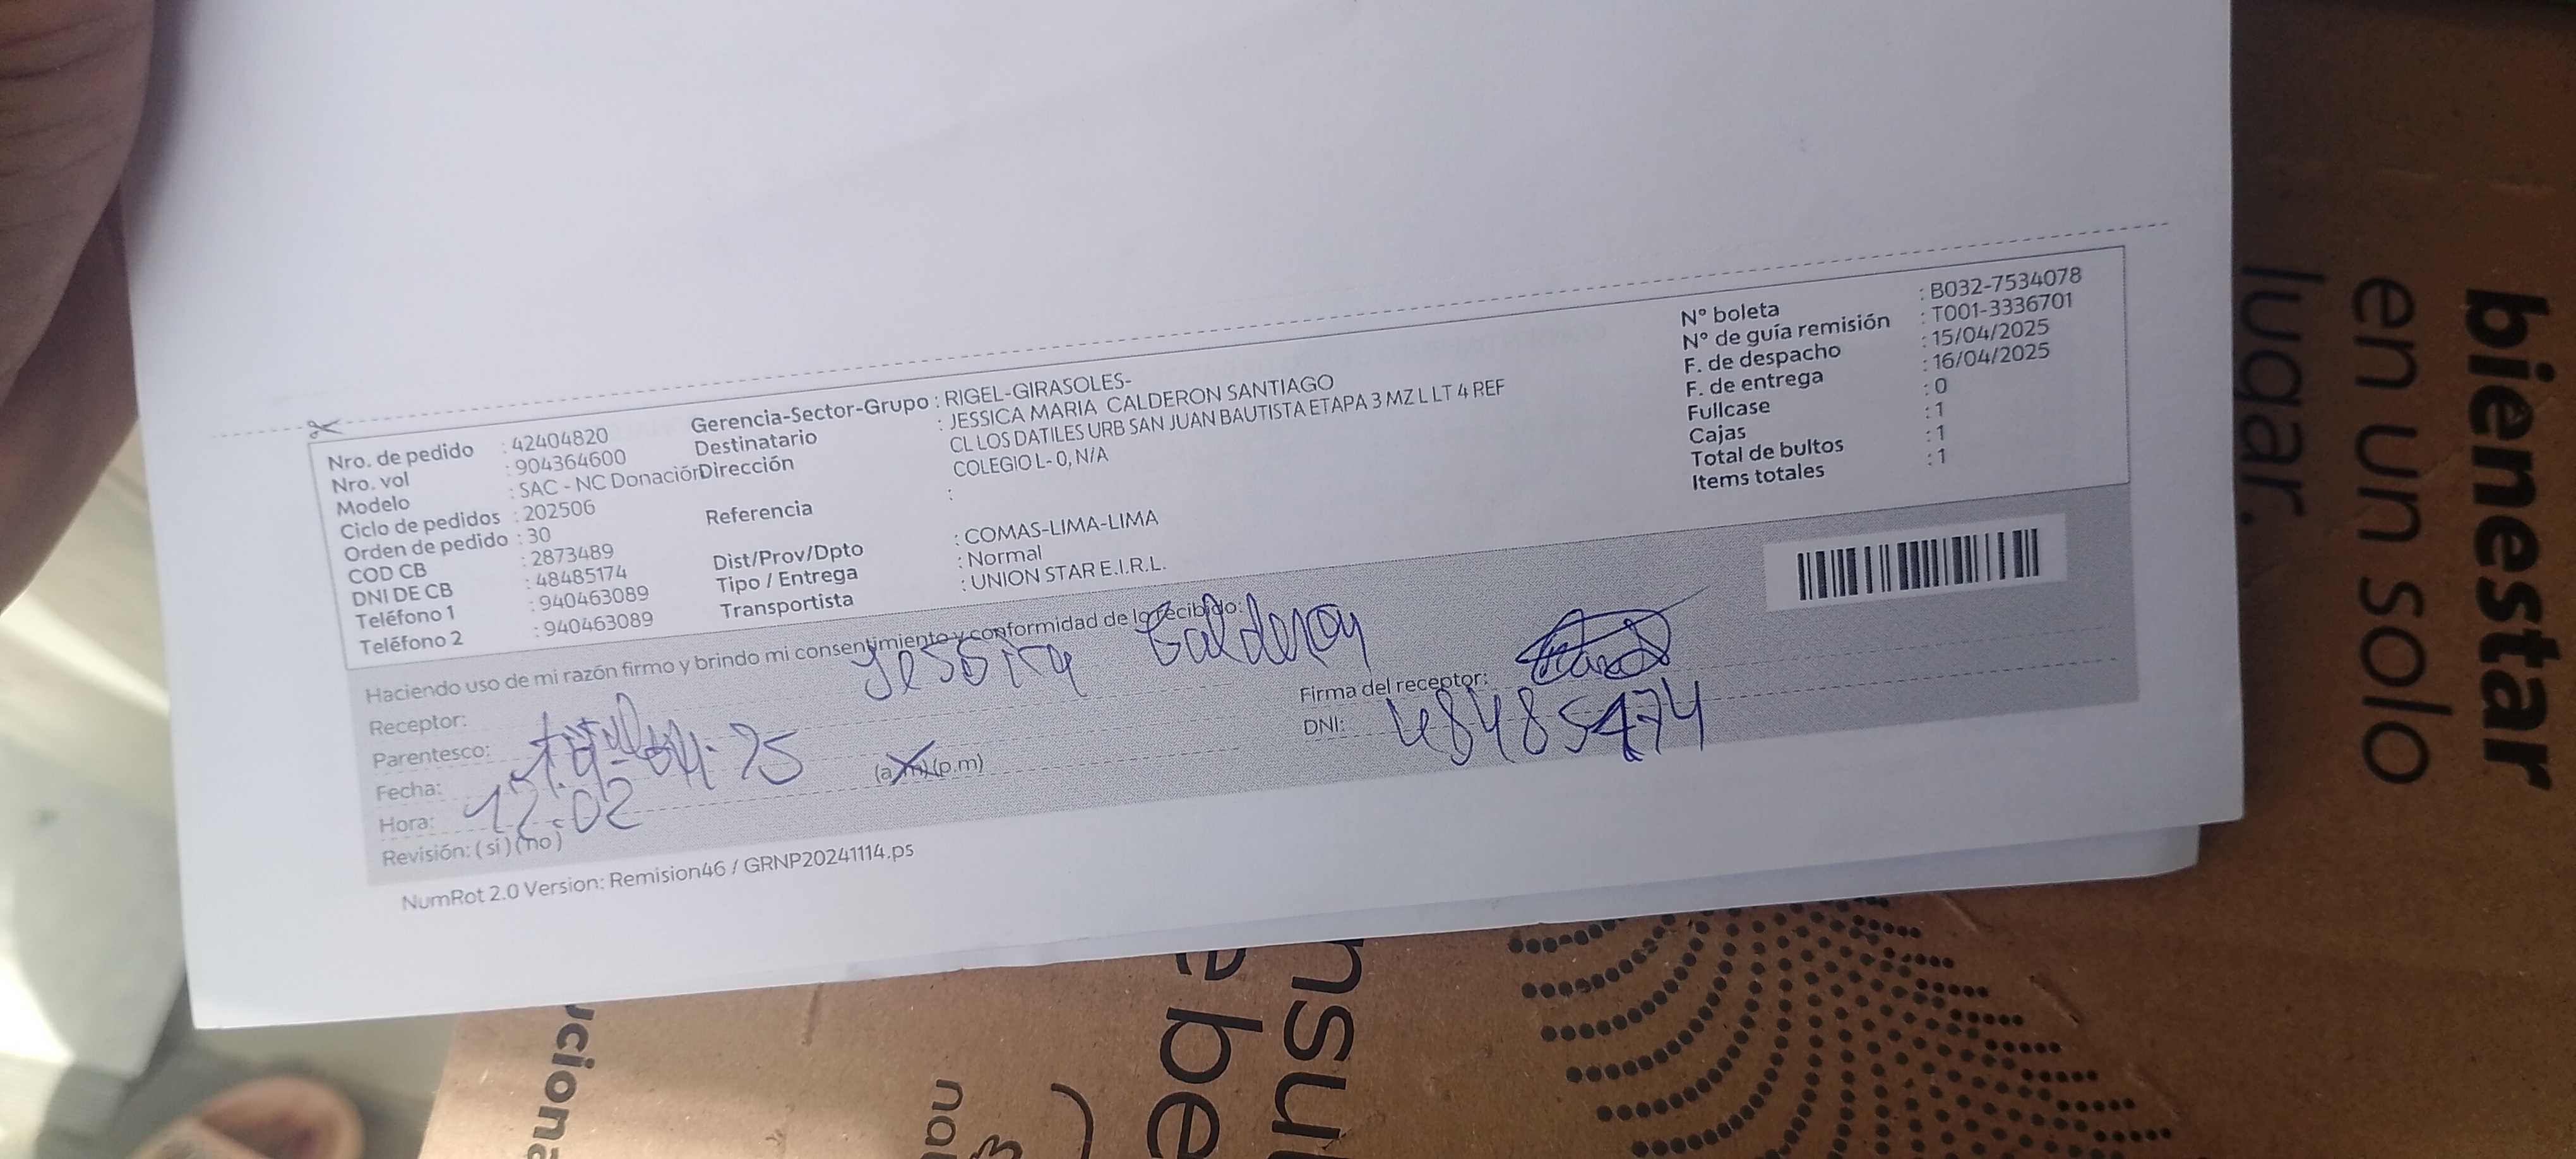 Nro. de pedido : 42404820
Nro. vol : 904364600
Modelo : SAC - NC Donación
Ciclo de pedidos : 202506
Orden de pedido : 30
COD CB : 2873489
DNI DE CB : 48485174
Teléfono 1 : 940463089
Teléfono 2 : 940463089
Gerencia-Sector-Grupo : RIGEL-GIRASOLES-
Destinatario : JESSICA MARIA CALDERON SANTIAGO
Dirección CL LOS DATILES URB SAN JUAN BAUTISTA ETAPA 3 MZ L LT 4 REF
COLEGIO L- 0, N/A
Referencia :
Dist/Prov/Dpto : COMAS-LIMA-LIMA
Tipo / Entrega : Normal
Transportista : UNION STAR E.I.R.L.
N° boleta : B032-7534078
N° de guía remisión : T001-3336701
F. de despacho : 15/04/2025
F. de entrega : 16/04/2025
Fullcase : 0
Cajas : 1
Total de bultos : 1
Items totales : 1
Haciendo uso de mi razón firmo y brindo mi consentimiento y conformidad de lo recibido:
Receptor: Jessica Calderon
Parentesco:
Fecha:
Hora: 12:02 (a.m) (p.m)
Revisión: ( si ) ( no )
Firma del receptor:
DNI: 48485174
NumRot 2.0 Version: Remision46 / GRNP20241114.ps
bienestar
en un solo
lugar.